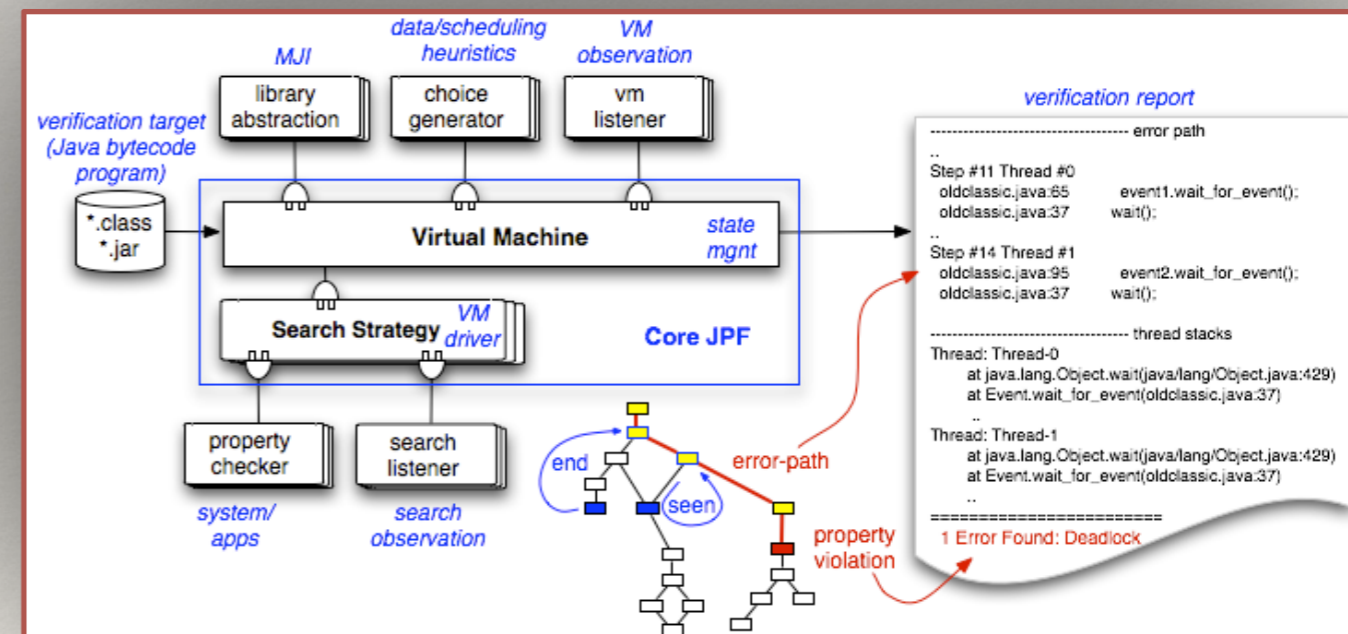 MJI
data/scheduling
heuristics
VM
observation
library
abstraction
choice
generator
vm
listener
verification target
(Java bytecode
program)
*.class
*.jar
Virtual Machine
state
mgnt
Search Strategy
VM
driver
Core JPF
property
checker
search
listener
system/
apps
search
observation
end
seen
error-path
property
violation
verification report
------------------------------------ error path
..
Step #11 Thread #0
oldclassic.java:65 event1.wait_for_event();
oldclassic.java:37 wait();
..
Step #14 Thread #1
oldclassic.java:95 event2.wait_for_event();
oldclassic.java:37 wait();
------------------------------------ thread stacks
Thread: Thread-0
at java.lang.Object.wait(java/lang/Object.java:429)
at Event.wait_for_event(oldclassic.java:37)
..
Thread: Thread-1
at java.lang.Object.wait(java/lang/Object.java:429)
at Event.wait_for_event(oldclassic.java:37)
..
========================
1 Error Found: Deadlock